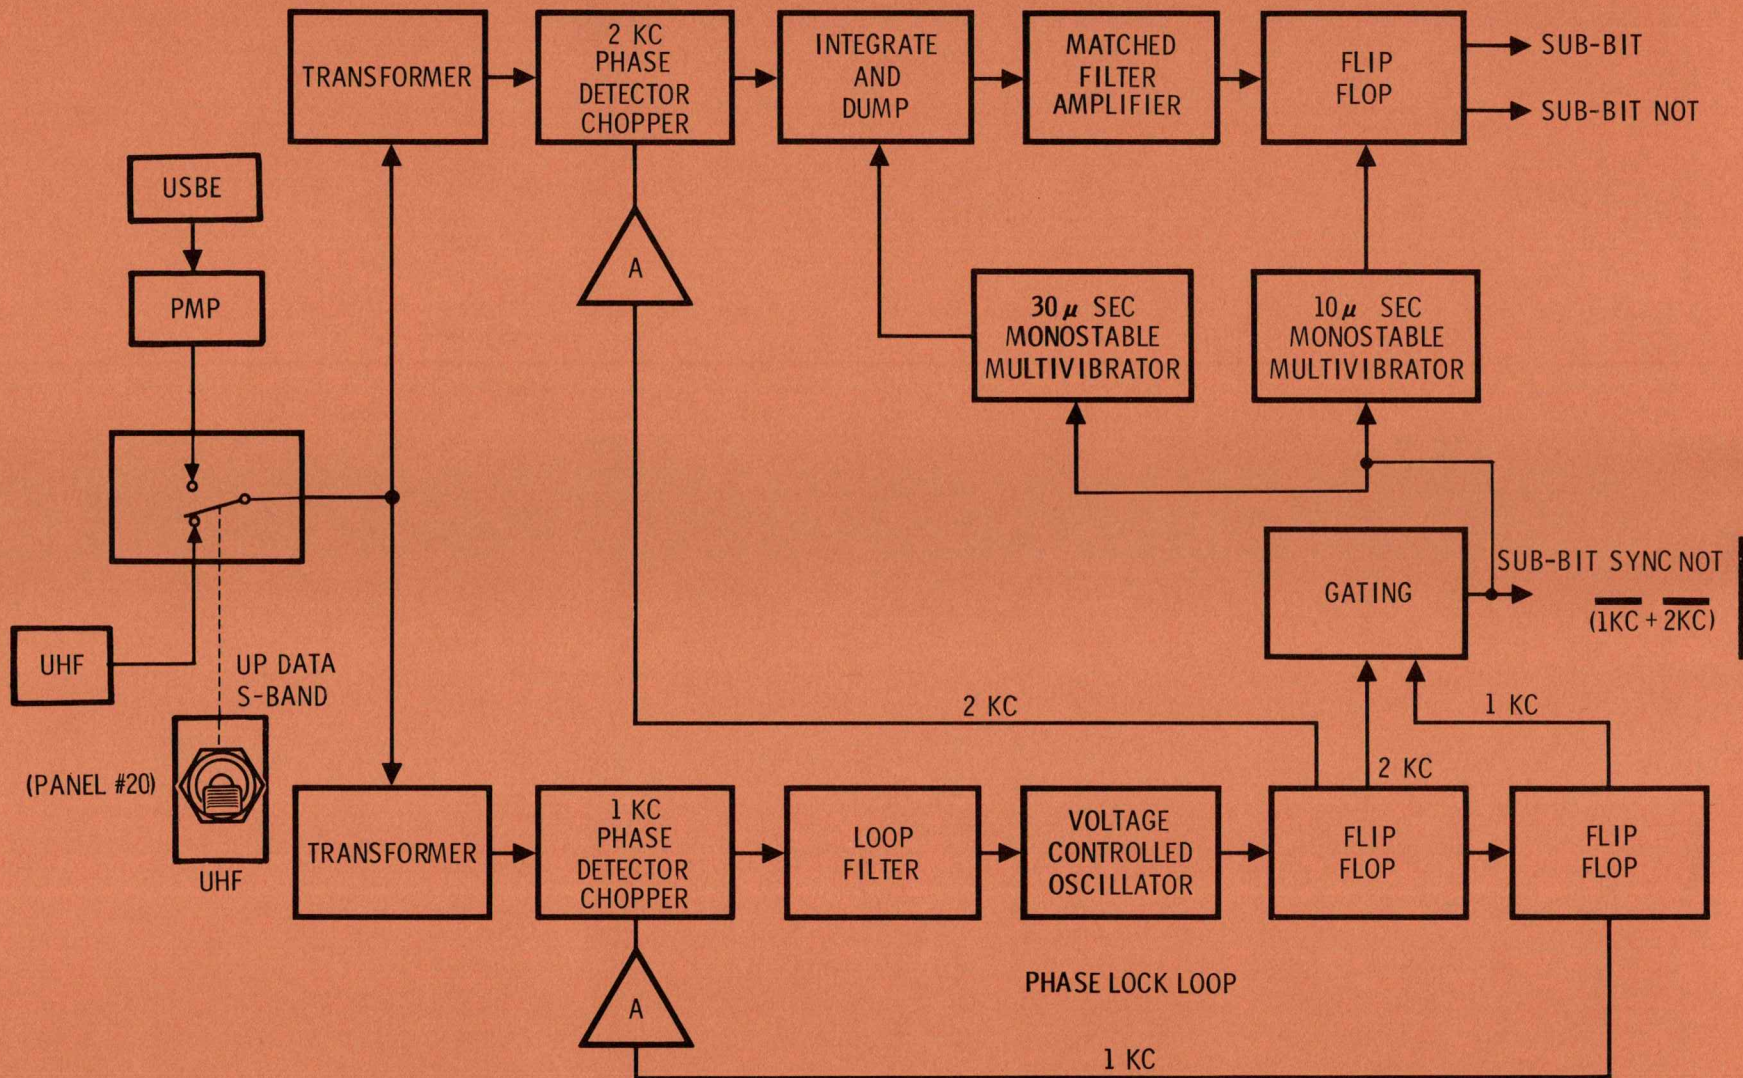 TRANSFORMER
2 KC
PHASE
DETECTOR
CHOPPER
INTEGRATE
AND
DUMP
MATCHED
FILTER
AMPLIFIER
FLIP
FLOP
SUB-BIT
SUB-BIT NOT
USBE
PMP
A
30 μ SEC
MONOSTABLE
MULTIVIBRATOR
10 μ SEC
MONOSTABLE
MULTIVIBRATOR
GATING
SUB-BIT SYNC NOT
(1KC + 2KC)
UHF
UP DATA
S-BAND
(PANEL #20)
UHF
2 KC
1 KC
2 KC
TRANSFORMER
1 KC
PHASE
DETECTOR
CHOPPER
LOOP
FILTER
VOLTAGE
CONTROLLED
OSCILLATOR
FLIP
FLOP
FLIP
FLOP
A
PHASE LOCK LOOP
1 KC